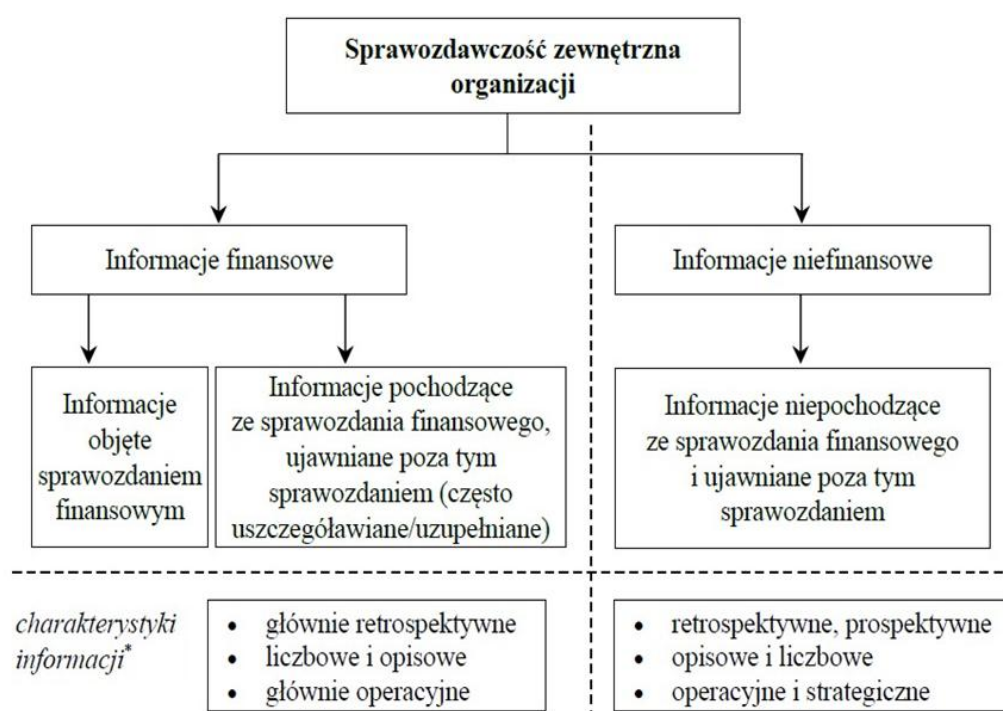 Sprawozdawczość zewnętrzna
organizacji
Informacje finansowe
Informacje niefinansowe
Informacje
objęte
sprawozdaniem
finansowym
Informacje pochodzące
ze sprawozdania finansowego,
ujawniane poza tym
sprawozdaniem (często
uszczegóławiane/uzupełniane)
Informacje niepochodzące
ze sprawozdania finansowego
i ujawniane poza tym
sprawozdaniem
charakterystyki
informacji*
• głównie retrospektywne
• liczbowe i opisowe
• głównie operacyjne
• retrospektywne, prospektywne
• opisowe i liczbowe
• operacyjne i strategiczne